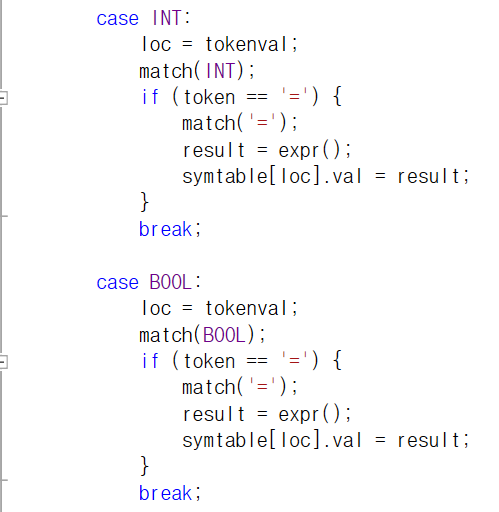 case INT:
loc = tokenval;
match(INT);
if (token == '=') {
match('=');
result = expr();
symtable[loc].val = result;
}
break;
case BOOL:
loc = tokenval;
match(BOOL);
if (token == '=') {
match('=');
result = expr();
symtable[loc].val = result;
}
break;